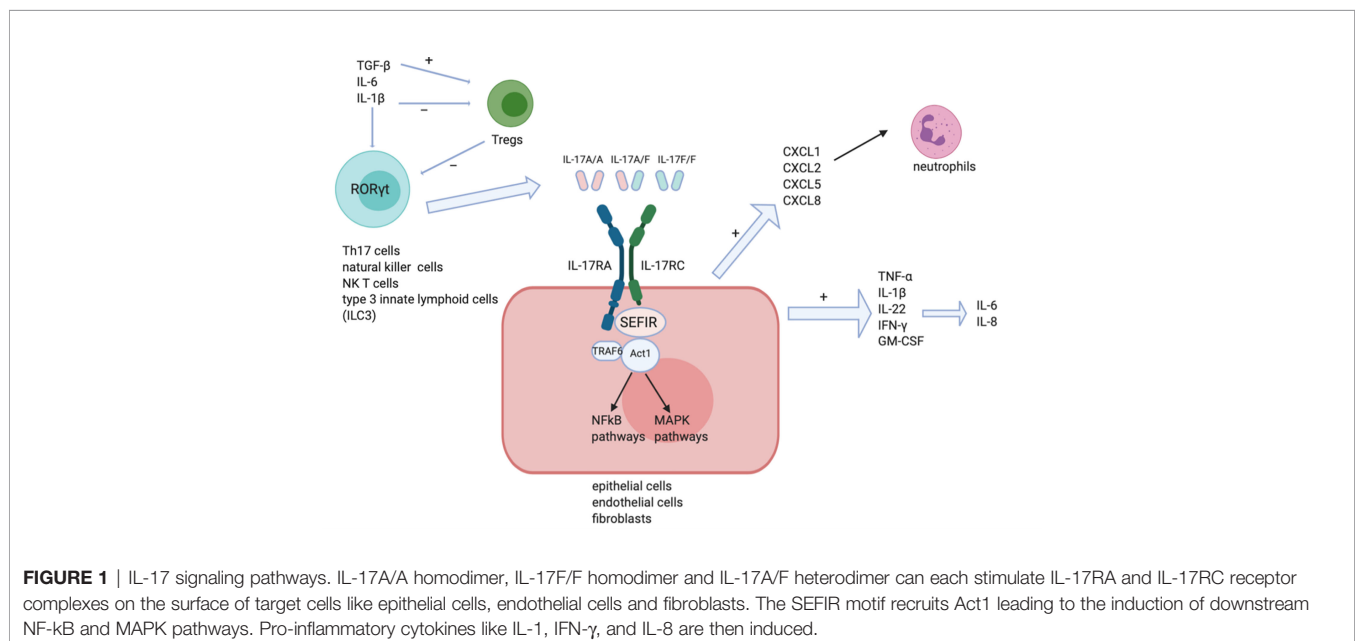 TGF-β
IL-6
IL-1β
+
−
Tregs
−
RORγt
Th17 cells
natural killer cells
NK T cells
type 3 innate lymphoid cells
(ILC3)
IL-17A/A IL-17A/F IL-17F/F
IL-17RA
IL-17RC
SEFIR
TRAF6
Act1
NFkB
pathways
MAPK
pathways
epithelial cells
endothelial cells
fibroblasts
+
CXCL1
CXCL2
CXCL5
CXCL8
neutrophils
+
TNF-α
IL-1β
IL-22
IFN-γ
GM-CSF
IL-6
IL-8
FIGURE 1 | IL-17 signaling pathways. IL-17A/A homodimer, IL-17F/F homodimer and IL-17A/F heterodimer can each stimulate IL-17RA and IL-17RC receptor
complexes on the surface of target cells like epithelial cells, endothelial cells and fibroblasts. The SEFIR motif recruits Act1 leading to the induction of downstream
NF-kB and MAPK pathways. Pro-inflammatory cytokines like IL-1, IFN-γ, and IL-8 are then induced.